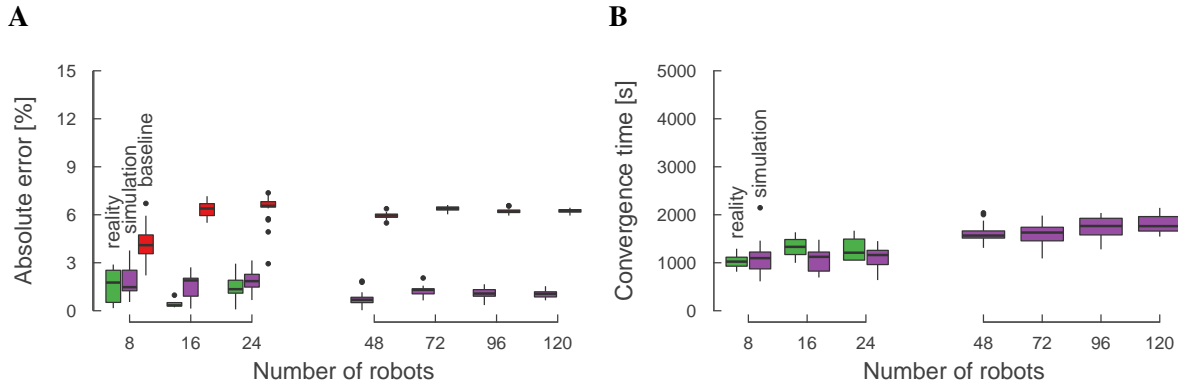 A
Absolute error [%]
15
12
9
6
3
0
reality
simulation
baseline
8
16
24
48
72
96
120
Number of robots
B
Convergence time [s]
5000
4000
3000
2000
1000
0
reality
simulation
8
16
24
48
72
96
120
Number of robots